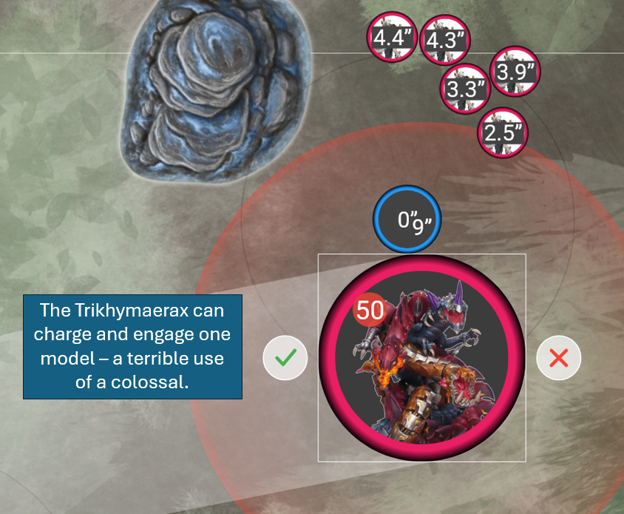 4.4”
4.3”
3.9”
3.3”
2.5”
0”
9”
50
The Trikhymaerax can
charge and engage one
model – a terrible use
of a colossal.